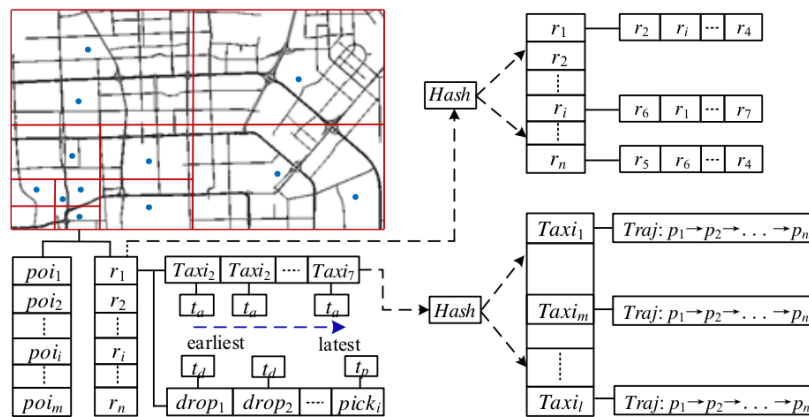 r1 r2 ri r4
r2
Hash
ri r6 r1 r7
rn r5 r6 r4
poi1 r1 Taxi2 Taxi2 Taxi7
poi2 r2 ta ta ta
earliest latest
poii ri td td tp
poim rn drop1 drop2 picki
Hash
Taxi1 Traj: p1→p2→...→pn
Taxim Traj: p1→p2→...→pn
Taxil Traj: p1→p2→...→pn